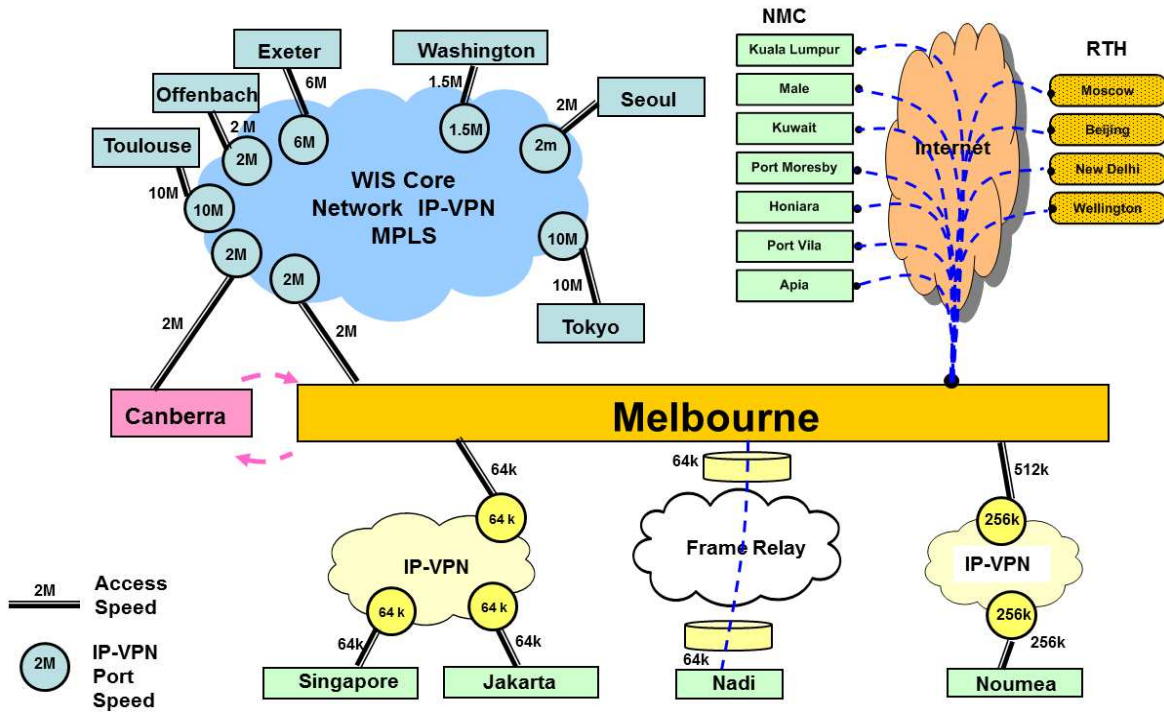 NMC
RTH
Exeter
Washington
Offenbach
Seoul
Toulouse
6M
1.5M
2M
2 M
10M
6M
1.5M
2m
2M
10M
2M
2M
10M
WIS Core
Network IP-VPN
MPLS
10M
Tokyo
2M
2M
Kuala Lumpur
Male
Kuwait
Port Moresby
Honiara
Port Vila
Apia
Internet
Moscow
Beijing
New Delhi
Wellington
Canberra
Melbourne
64k
64 k
IP-VPN
64 k
64 k
64k
64k
Singapore
Jakarta
64k
Frame Relay
64k
Nadi
512k
256k
IP-VPN
256k
256k
Noumea
2M
Access
Speed
2M
IP-VPN
Port
Speed